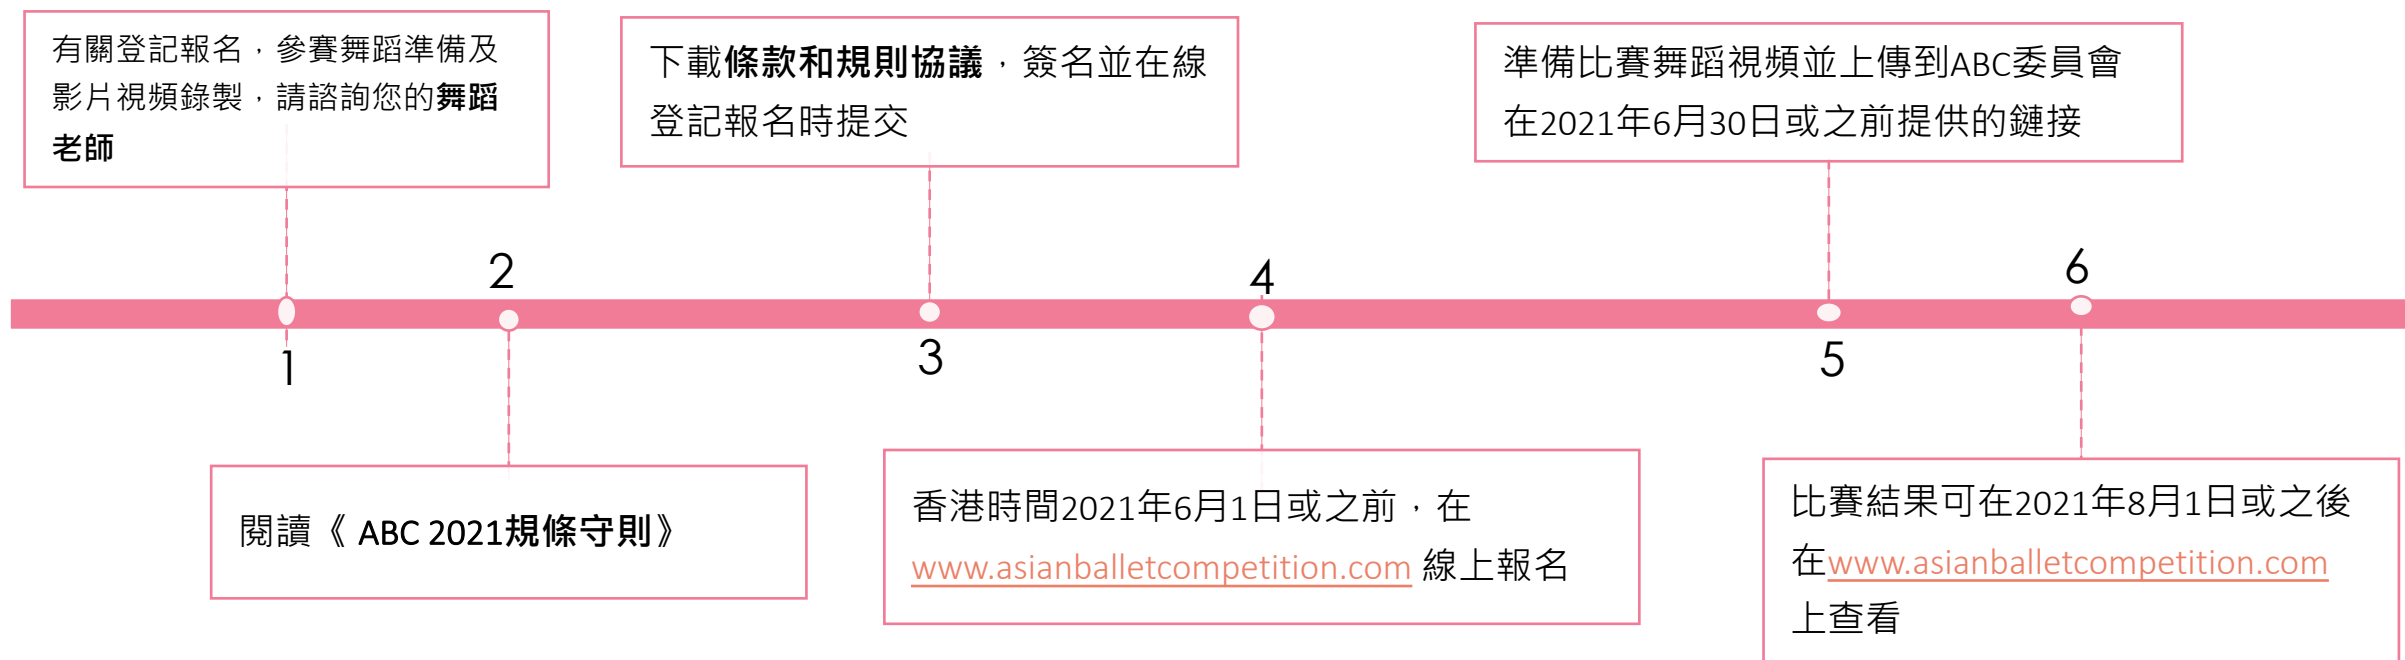 有關登記報名，參賽舞蹈準備及
影片視頻錄製，請諮詢您的舞蹈
老師
1
2
閱讀《 ABC 2021規條守則》
下載條款和規則協議，簽名並在線
登記報名時提交
3
4
香港時間2021年6月1日或之前，在
www.asianballetcompetition.com 線上報名
準備比賽舞蹈視頻並上傳到ABC委員會
在2021年6月30日或之前提供的鏈接
5
6
比賽結果可在2021年8月1日或之後
在www.asianballetcompetition.com
上查看